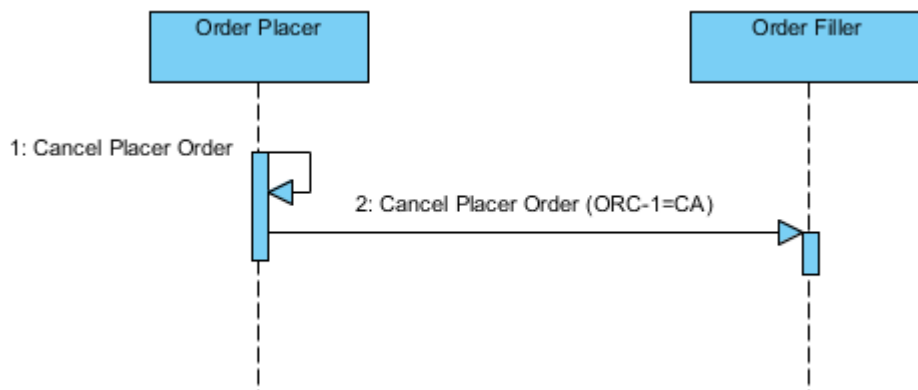 Order Placer
Order Filler
1: Cancel Placer Order
2: Cancel Placer Order (ORC-1=CA)